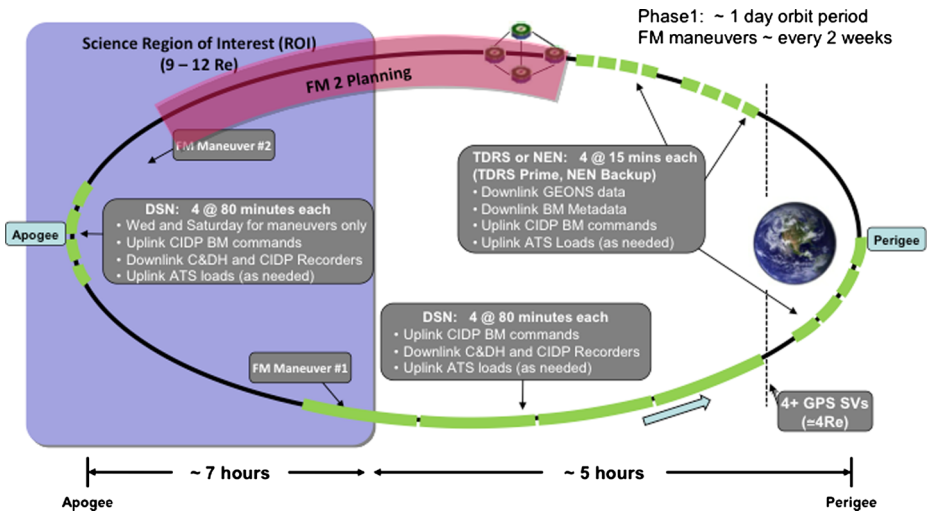 Phase1: ~ 1 day orbit period
FM maneuvers ~ every 2 weeks
Science Region of Interest (ROI)
(9 – 12 Re)
FM 2 Planning
FM Maneuver #2
TDRS or NEN: 4 @ 15 mins each
(TDRS Prime, NEN Backup)
• Downlink GEONS data
• Downlink BM Metadata
• Uplink CIDP BM commands
• Uplink ATS Loads (as needed)
DSN: 4 @ 80 minutes each
• Wed and Saturday for maneuvers only
• Uplink CIDP BM commands
• Downlink C&DH and CIDP Recorders
• Uplink ATS loads (as needed)
Apogee
Perigee
DSN: 4 @ 80 minutes each
• Uplink CIDP BM commands
• Downlink C&DH and CIDP Recorders
• Uplink ATS loads (as needed)
FM Maneuver #1
4+ GPS SVs
(≃4Re)
~ 7 hours
~ 5 hours
Apogee
Perigee